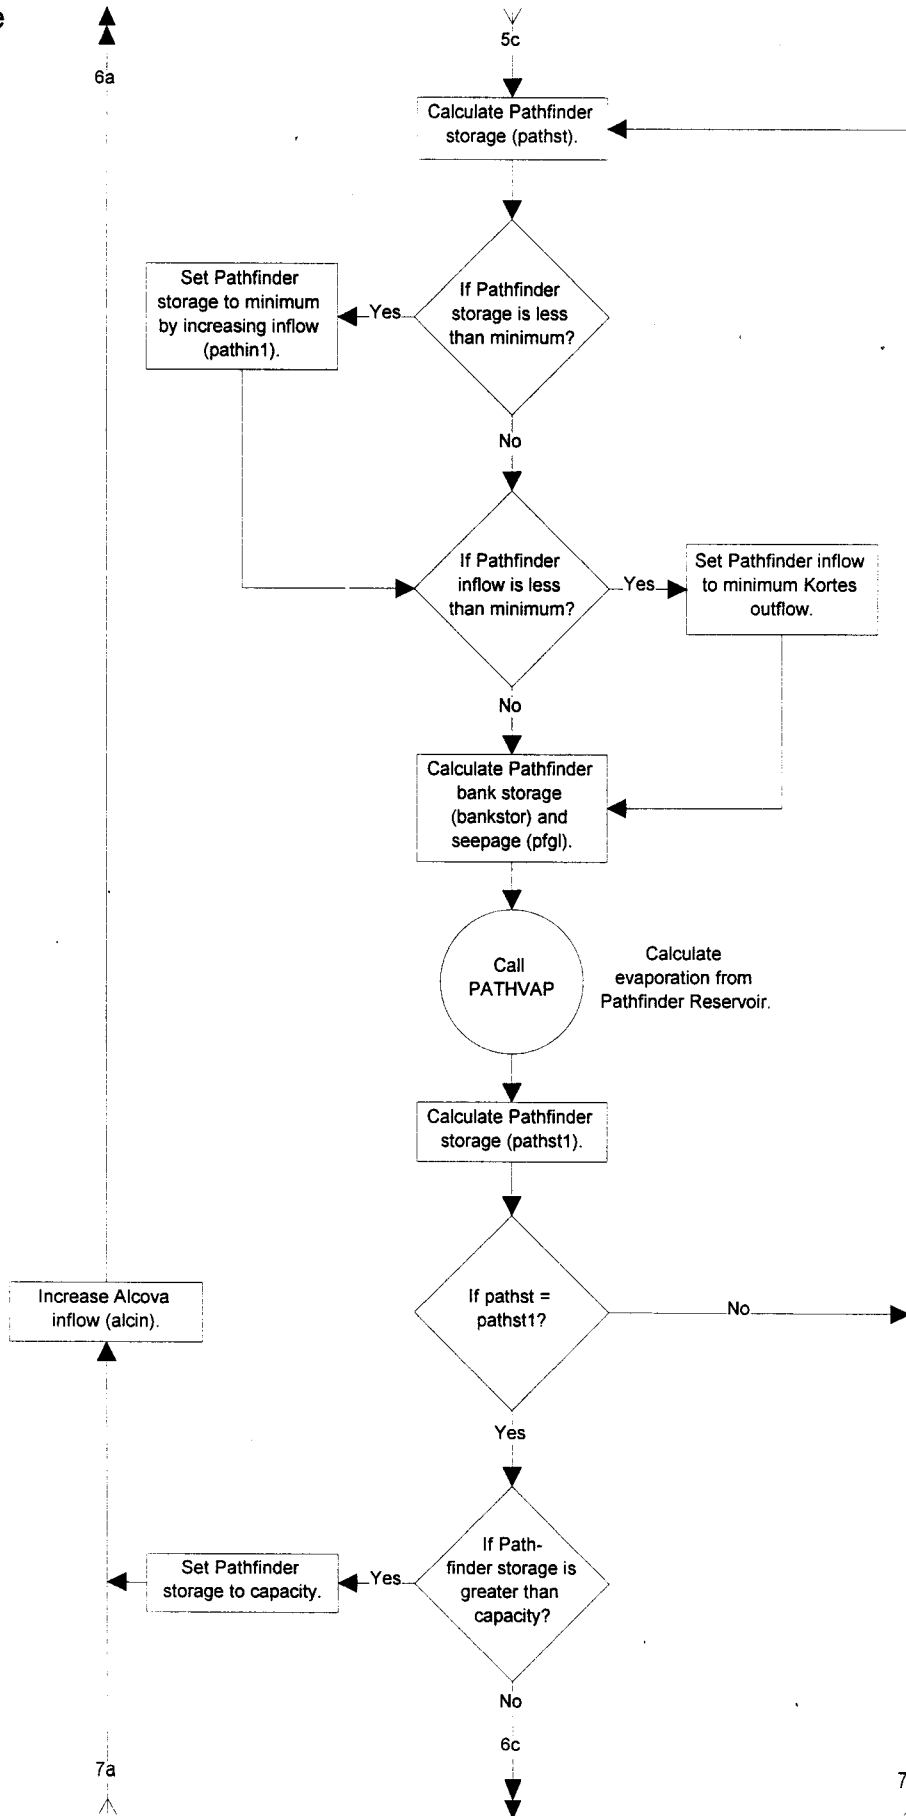 e
6a
5c
Calculate Pathfinder
storage (pathst).
Set Pathfinder
storage to minimum
by increasing inflow
(pathin1).
Yes
If Pathfinder
storage is less
than minimum?
No
If Pathfinder
inflow is less
than minimum?
Yes
Set Pathfinder inflow
to minimum Kortes
outflow.
No
Calculate Pathfinder
bank storage
(bankstor) and
seepage (pfgl).
Call
PATHVAP
Calculate
evaporation from
Pathfinder Reservoir.
Calculate Pathfinder
storage (pathst1).
Increase Alcova
inflow (alcin).
If pathst =
pathst1?
No
Yes
Set Pathfinder
storage to capacity.
Yes
If Path-
finder storage is
greater than
capacity?
No
6c
7a
7